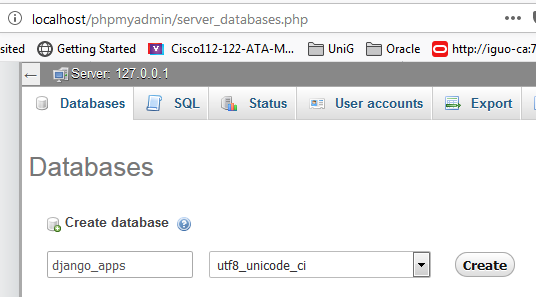 localhost/phpmyadmin/server_databases.php
sited Getting Started Cisco112-122-ATA-M... UniG Oracle http://iguo-ca:7
Server: 127.0.0.1
Databases SQL Status User accounts Export
Databases
Create database
django_apps utf8_unicode_ci Create